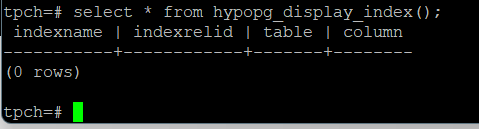 tpch=# select * from hypopg_display_index();
 indexname | indexrelid | table | column
-----------+------------+-------+--------
(0 rows)

tpch=#